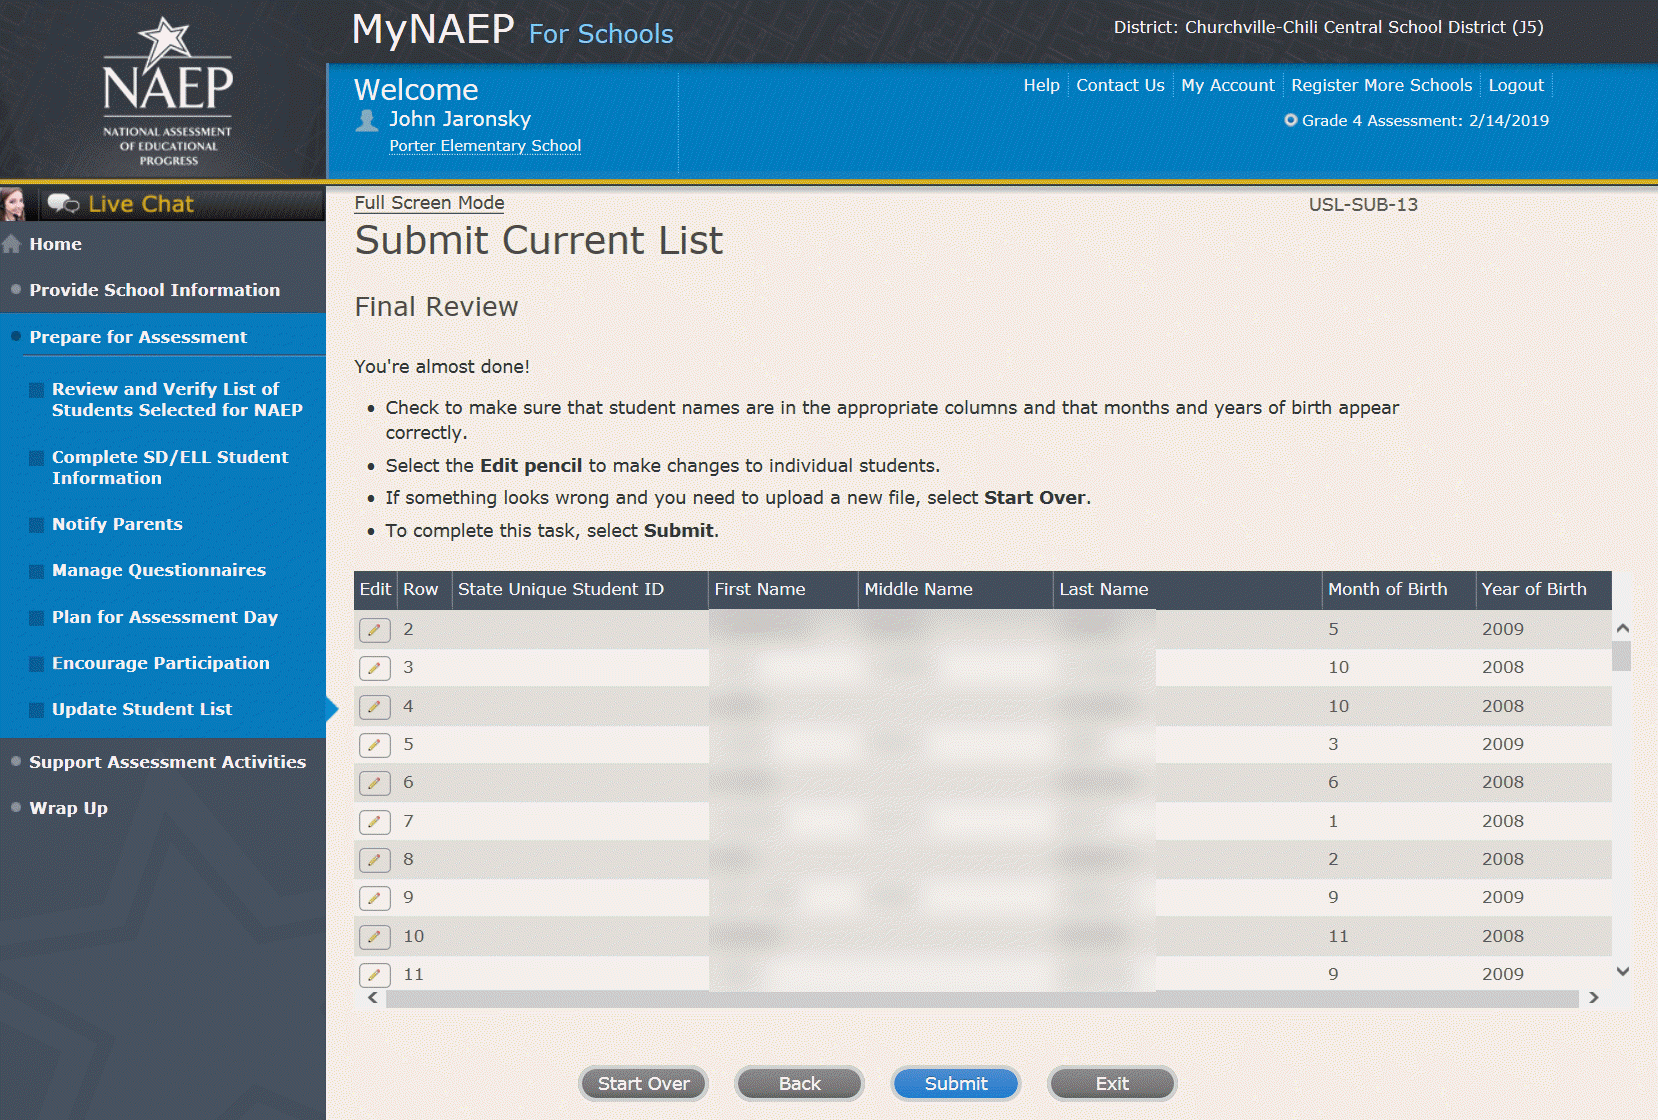 NAEP
NATIONAL ASSESSMENT
OF EDUCATIONAL
PROGRESS
MyNAEP For Schools
District: Churchville-Chili Central School District (J5)
Welcome
John Jaronsky
Porter Elementary School
Help Contact Us My Account Register More Schools Logout
Grade 4 Assessment: 2/14/2019
Live Chat
Home
Provide School Information
Prepare for Assessment
Review and Verify List of
Students Selected for NAEP
Complete SD/ELL Student
Information
Notify Parents
Manage Questionnaires
Plan for Assessment Day
Encourage Participation
Update Student List
Support Assessment Activities
Wrap Up
Full Screen Mode
USL-SUB-13
Submit Current List
Final Review
You're almost done!
• Check to make sure that student names are in the appropriate columns and that months and years of birth appear
correctly.
• Select the Edit pencil to make changes to individual students.
• If something looks wrong and you need to upload a new file, select Start Over.
• To complete this task, select Submit.
Edit Row State Unique Student ID First Name Middle Name Last Name Month of Birth Year of Birth
2 5 2009
3 10 2008
4 10 2008
5 3 2009
6 6 2008
7 1 2008
8 2 2008
9 9 2009
10 11 2008
11 9 2009
Start Over Back Submit Exit